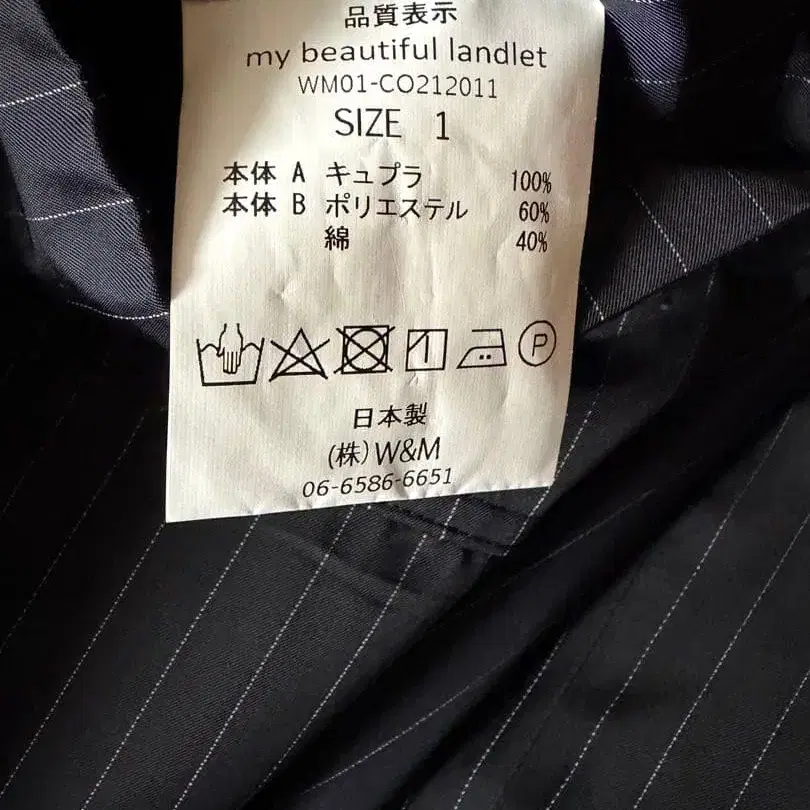 品質表示
my beautiful landlet
WM01-CO212011
SIZE 1
本体 A キュプラ 100%
本体 B ポリエステル 60%
綿 40%
P
日本製
(株)W&M
06-6586-6651